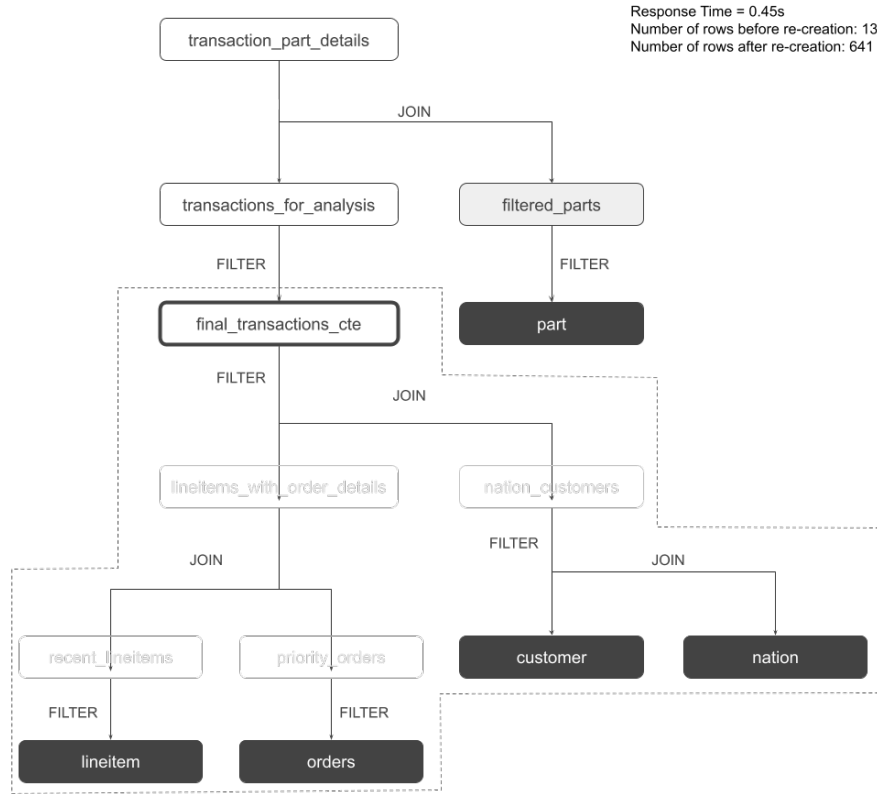 Response Time = 0.45s
Number of rows before re-creation: 13
Number of rows after re-creation: 641
transaction_part_details
JOIN
transactions_for_analysis
filtered_parts
FILTER
FILTER
final_transactions_cte
part
FILTER
JOIN
lineitems_with_order_details
nation_customers
FILTER
JOIN
JOIN
recent_lineitems
priority_orders
customer
nation
FILTER
FILTER
lineitem
orders